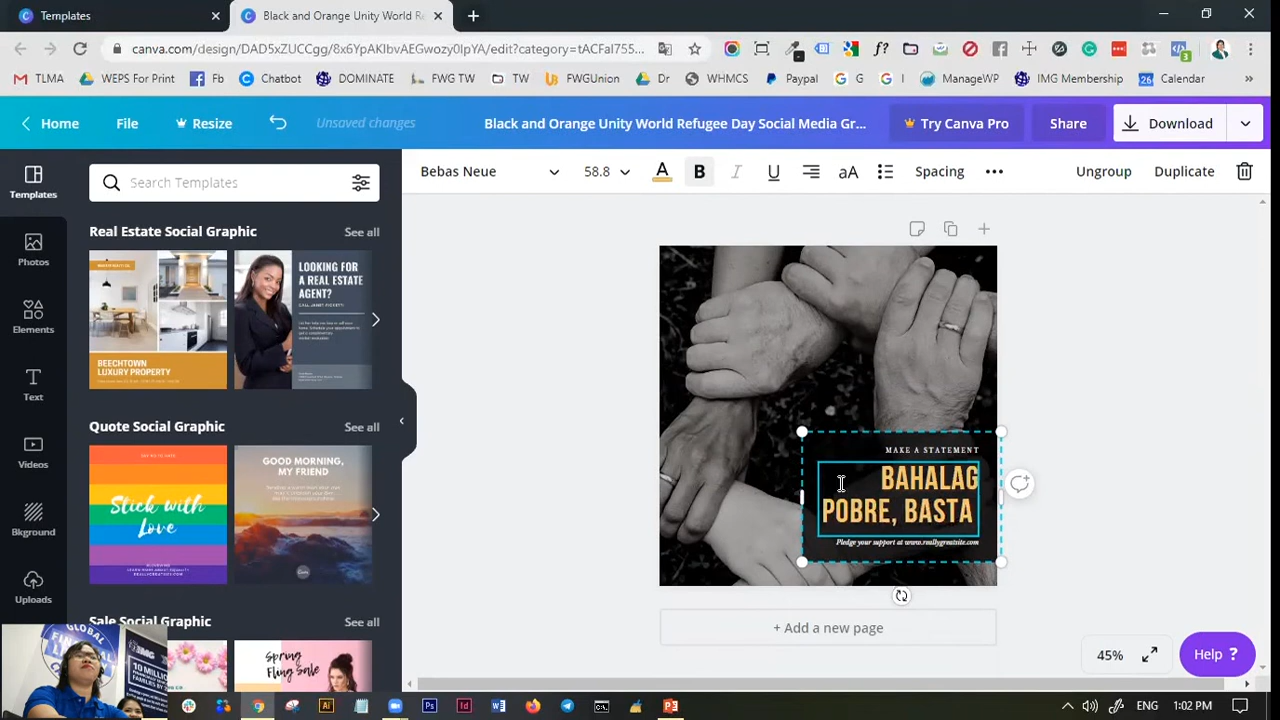 Templates
Black and Orange Unity World Re
canva.com/design/DAD5xZUCCgg/8x6YpAKIbvAEGwozy0lpYA/edit?category=tACFal755...
TLMA
WEPS For Print
Fb
Chatbot
DOMINATE
FWG TW
TW
FWGUnion
Dr
WHMCS
Paypal
G
I
ManageWP
IMG Membership
Calendar
Home
File
Resize
Unsaved changes
Black and Orange Unity World Refugee Day Social Media Gr...
Try Canva Pro
Share
Download
Templates
Search Templates
Bebas Neue
58.8
A
B
I
U
aA
Spacing
Ungroup
Duplicate
Photos
Elements
Text
Videos
Bkground
Uploads
Real Estate Social Graphic
See all
BEECHTOWN
LUXURY PROPERTY
LOOKING FOR
A REAL ESTATE
AGENT?
Quote Social Graphic
See all
Stick with
Love
GOOD MORNING,
MY FRIEND
Sale Social Graphic
See all
Spring
Fling Sale
MAKE A STATEMENT
BAHALAG
POBRE, BASTA
Pledge your support at www.reallygreatsite.com
+ Add a new page
45%
Help ?
GLOBAL
IMG
10 MILLION
ENG
1:02 PM